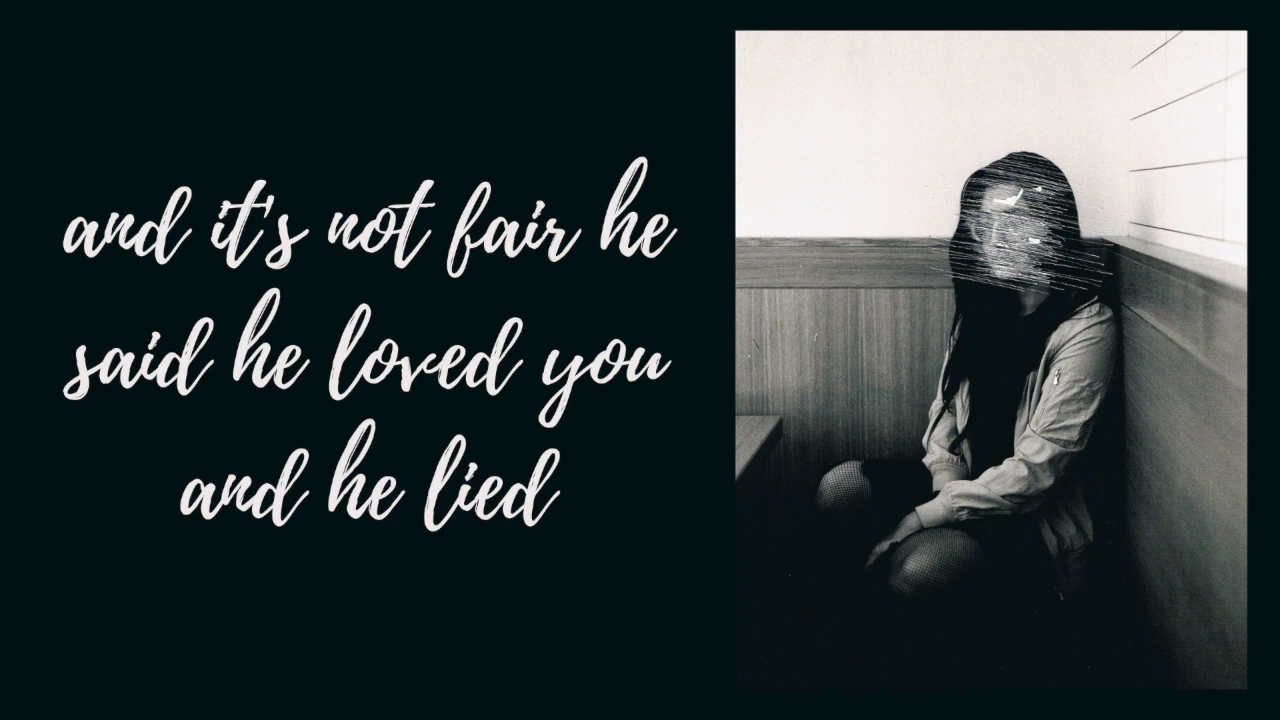 and it's not fair he
said he loved you
and he lied